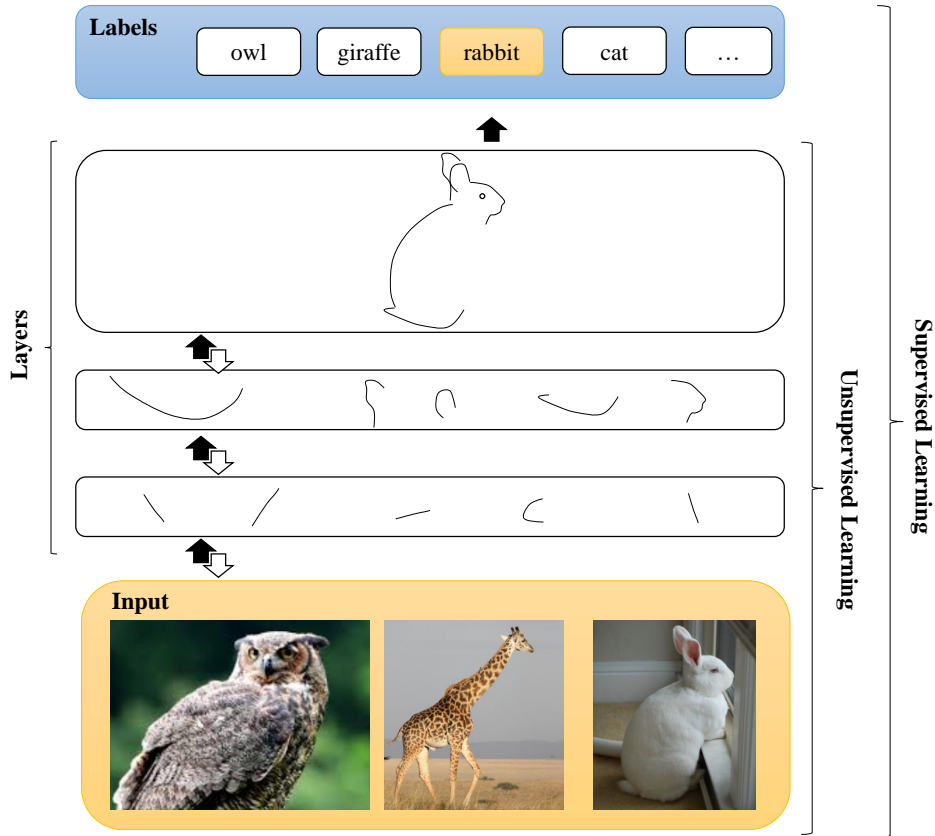 Labels
owl
giraffe
rabbit
cat
…
Layers
Unsupervised Learning
Supervised Learning
Input